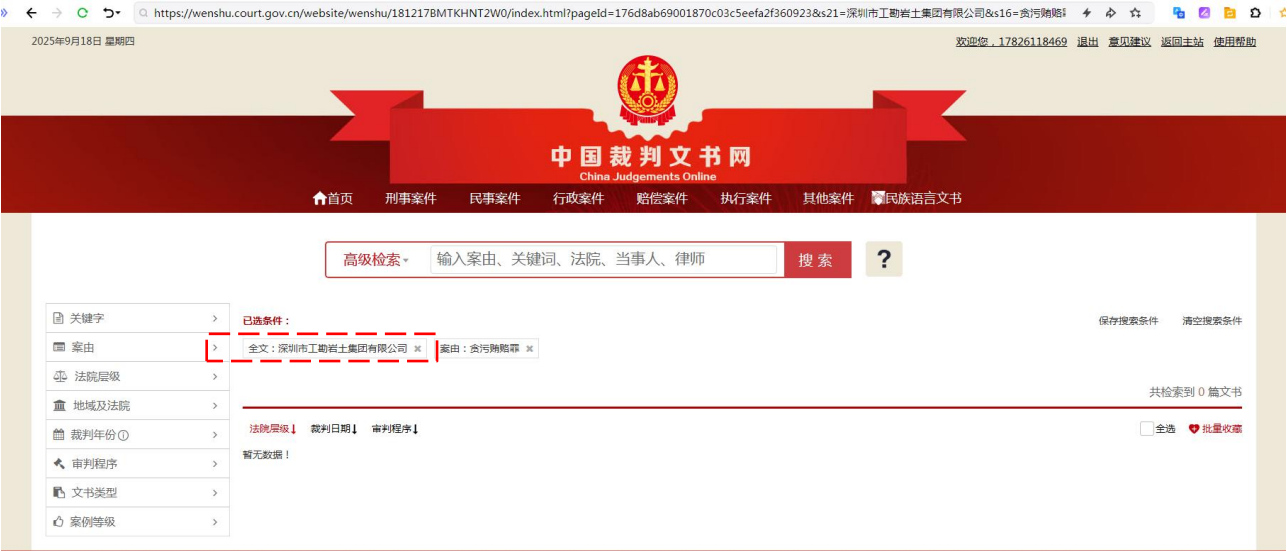 https://wenshu.court.gov.cn/website/wenshu/181217BMTKHNT2W0/index.html?pageId=176d8ab69001870c03c5eefa2f360923&s21=深圳市工勘岩土集团有限公司&s16=贪污贿赂
2025年9月18日 星期四
欢迎您，17826118469 退出 意见建议 返回主站 使用帮助
中国裁判文书网
China Judgements Online
首页 刑事案件 民事案件 行政案件 赔偿案件 执行案件 其他案件 民族语言文书
高级检索 输入案由、关键词、法院、当事人、律师 搜索 ?
关键字
案由
法院层级
地域及法院
裁判年份
审判程序
文书类型
案例等级
已选条件： 保存搜索条件 清空搜索条件
全文：深圳市工勘岩土集团有限公司 × 案由：贪污贿赂罪 ×
共检索到 0 篇文书
法院层级↓ 裁判日期↓ 审判程序↓ 全选 批量收藏
暂无数据！